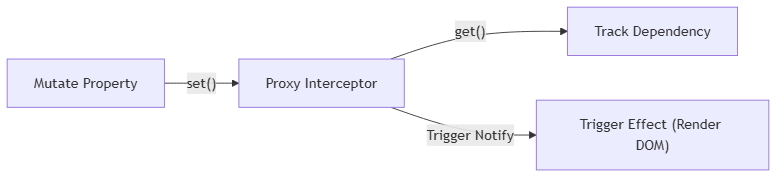 get()
Track Dependency
Mutate Property
set()
Proxy Interceptor
Trigger Notify
Trigger Effect (Render
DOM)